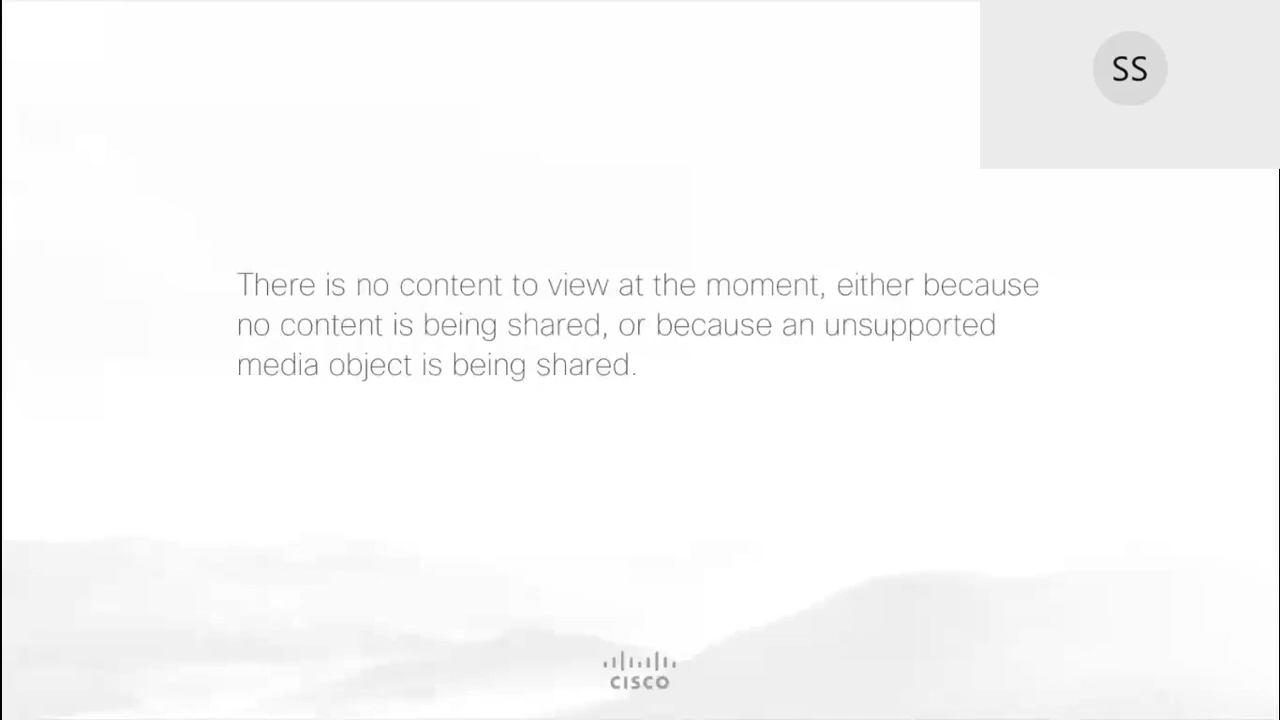 SS
There is no content to view at the moment, either because
no content is being shared, or because an unsupported
media object is being shared.
CISCO